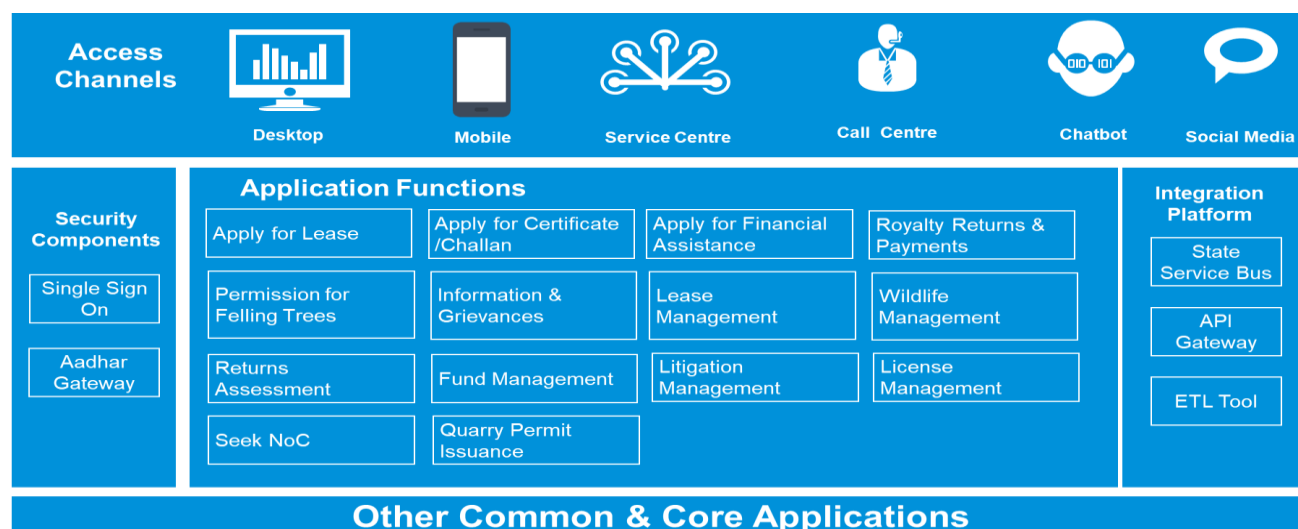 Access
Channels
010 101
Desktop
Mobile
Service Centre
Call Centre
Chatbot
Social Media
Security
Components
Single Sign
On
Aadhar
Gateway
Application Functions
Apply for Lease
Apply for Certificate
/Challan
Apply for Financial
Assistance
Royalty Returns &
Payments
Permission for
Felling Trees
Information &
Grievances
Lease
Management
Wildlife
Management
Returns
Assessment
Fund Management
Litigation
Management
License
Management
Seek NoC
Quarry Permit
Issuance
Integration
Platform
State
Service Bus
API
Gateway
ETL Tool
Other Common & Core Applications